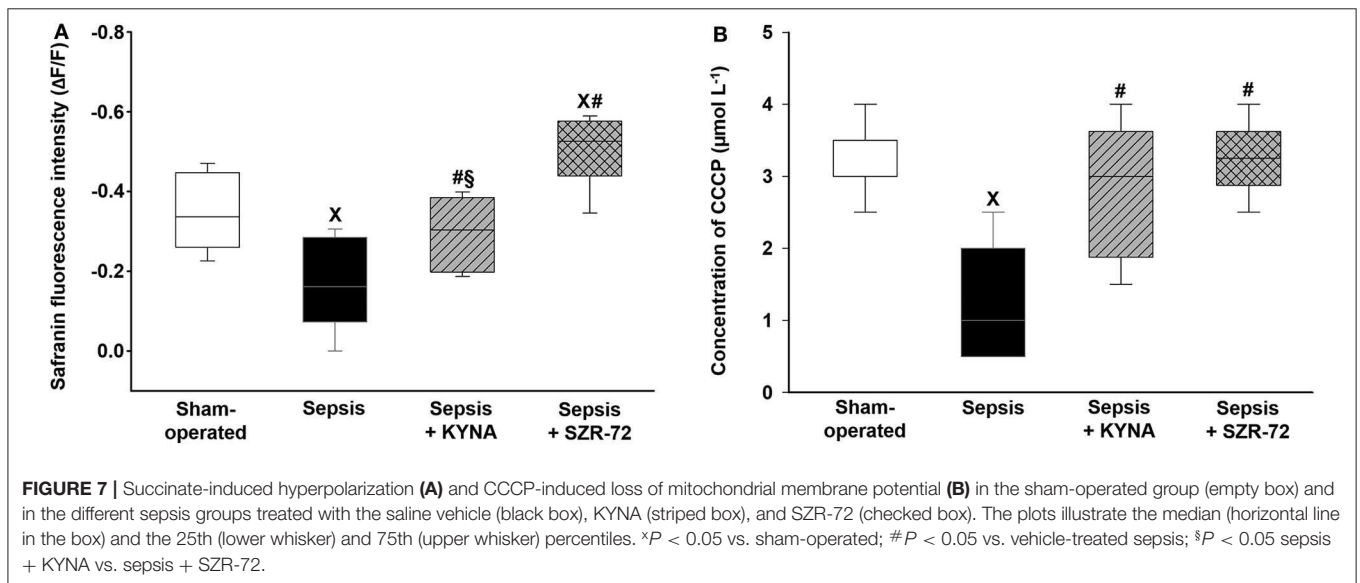 A
Safranin fluorescence intensity (ΔF/F)
-0.8
-0.6
-0.4
-0.2
0.0
X
#§
X#
Sham-
operated
Sepsis
Sepsis
+ KYNA
Sepsis
+ SZR-72
B
Concentration of CCCP (µmol L-1)
5
4
3
2
1
0
X
#
#
Sham-
operated
Sepsis
Sepsis
+ KYNA
Sepsis
+ SZR-72
FIGURE 7 | Succinate-induced hyperpolarization (A) and CCCP-induced loss of mitochondrial membrane potential (B) in the sham-operated group (empty box) and
in the different sepsis groups treated with the saline vehicle (black box), KYNA (striped box), and SZR-72 (checked box). The plots illustrate the median (horizontal line
in the box) and the 25th (lower whisker) and 75th (upper whisker) percentiles. xP < 0.05 vs. sham-operated; #P < 0.05 vs. vehicle-treated sepsis; §P < 0.05 sepsis
+ KYNA vs. sepsis + SZR-72.